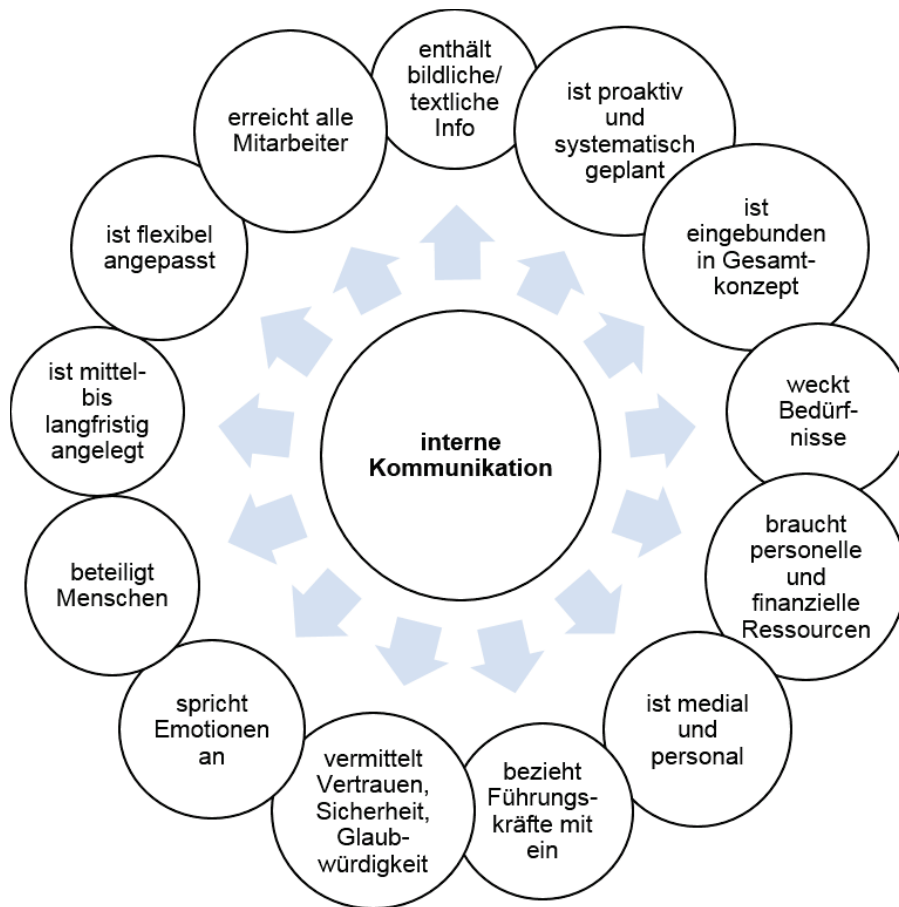 enthält
bildliche/
textliche
Info
ist proaktiv
und
systematisch
geplant
ist
eingebunden
in Gesamt-
konzept
weckt
Bedürf-
nisse
braucht
personelle
und
finanzielle
Ressourcen
ist medial
und
personal
bezieht
Führungs-
kräfte mit
ein
vermittelt
Vertrauen,
Sicherheit,
Glaub-
würdigkeit
spricht
Emotionen
an
beteiligt
Menschen
ist mittel-
bis
langfristig
angelegt
ist flexibel
angepasst
erreicht alle
Mitarbeiter
interne
Kommunikation